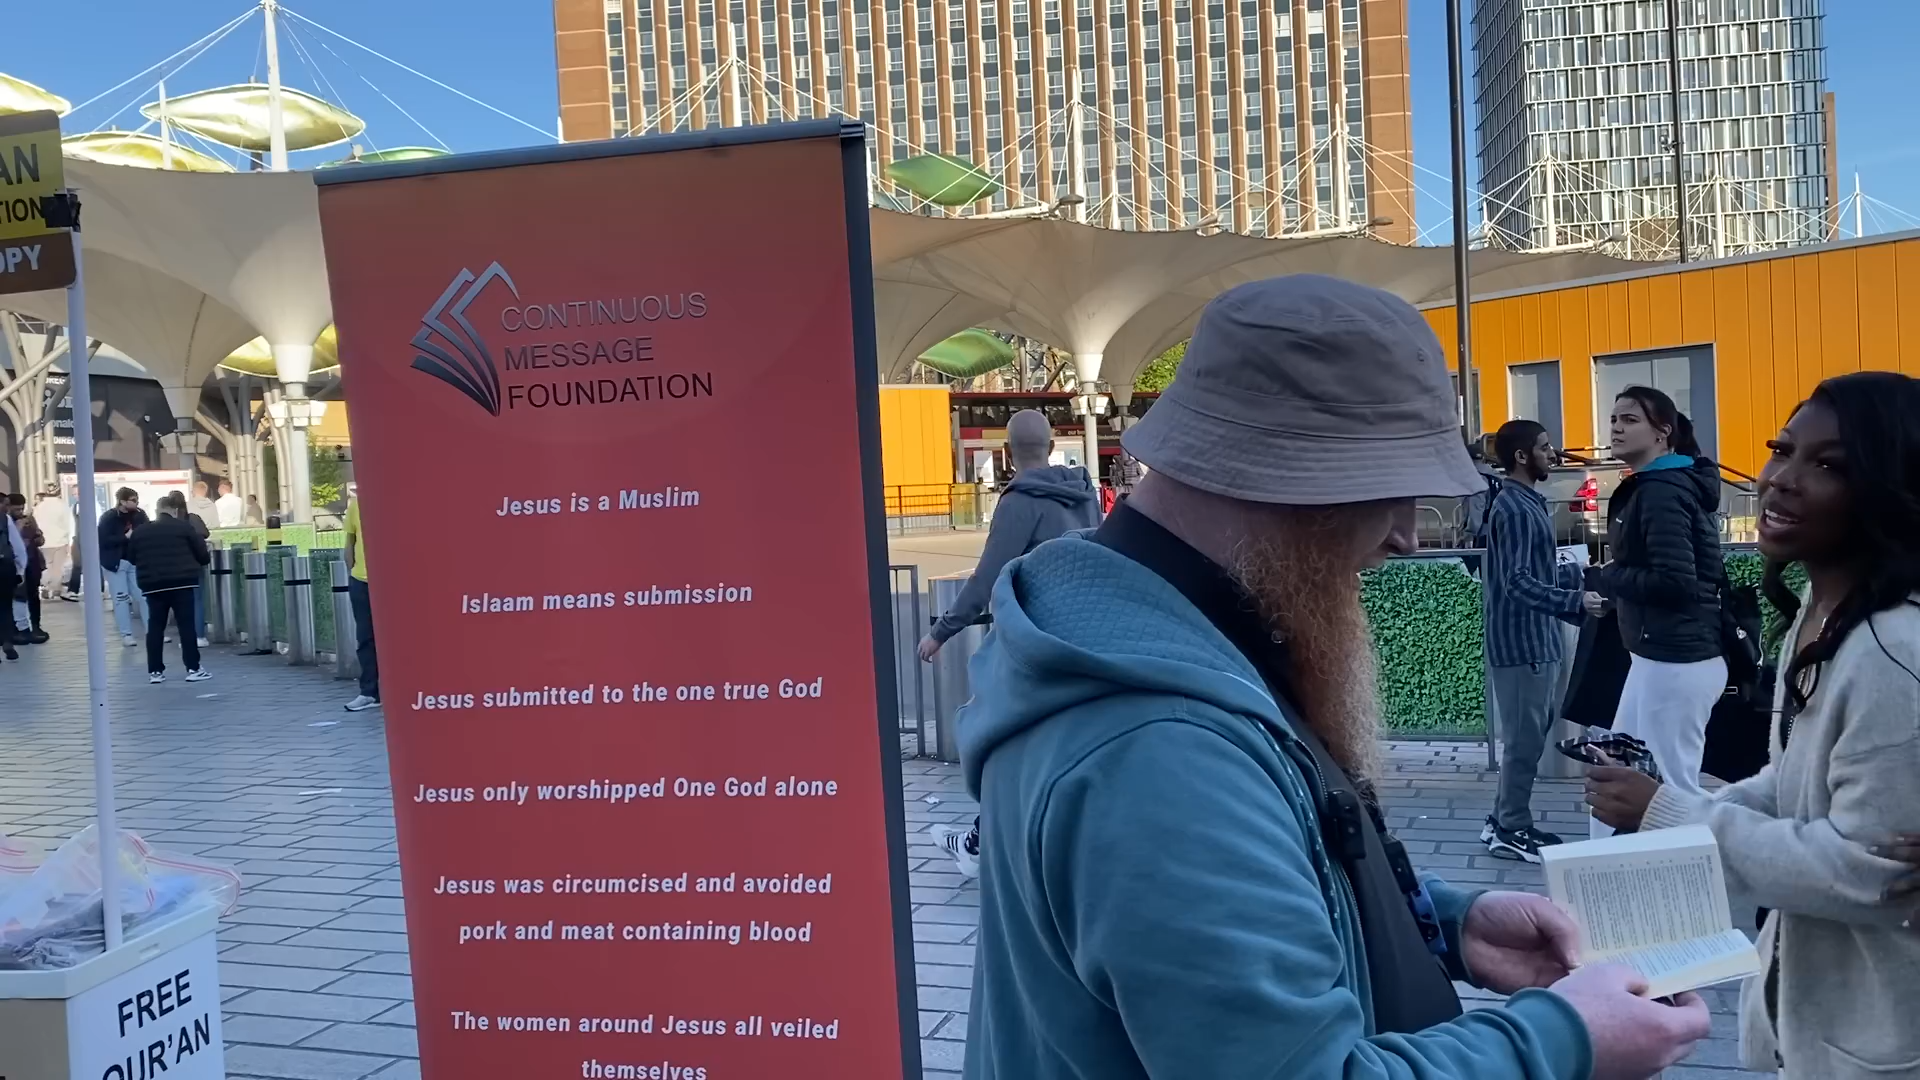 AN
TION
OPY
CONTINUOUS
MESSAGE
FOUNDATION
Jesus is a Muslim
Islaam means submission
Jesus submitted to the one true God
Jesus only worshipped One God alone
Jesus was circumcised and avoided
pork and meat containing blood
The women around Jesus all veiled
themselves
FREE
QUR'AN